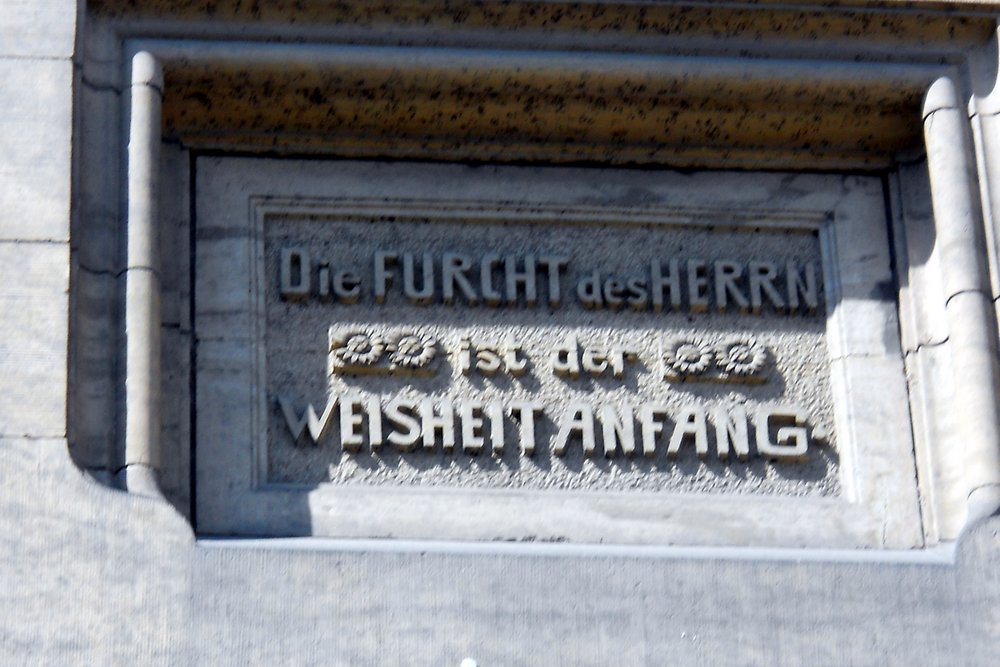 Die FURCHT des HERRN
ist der
WEISHEIT ANFANG